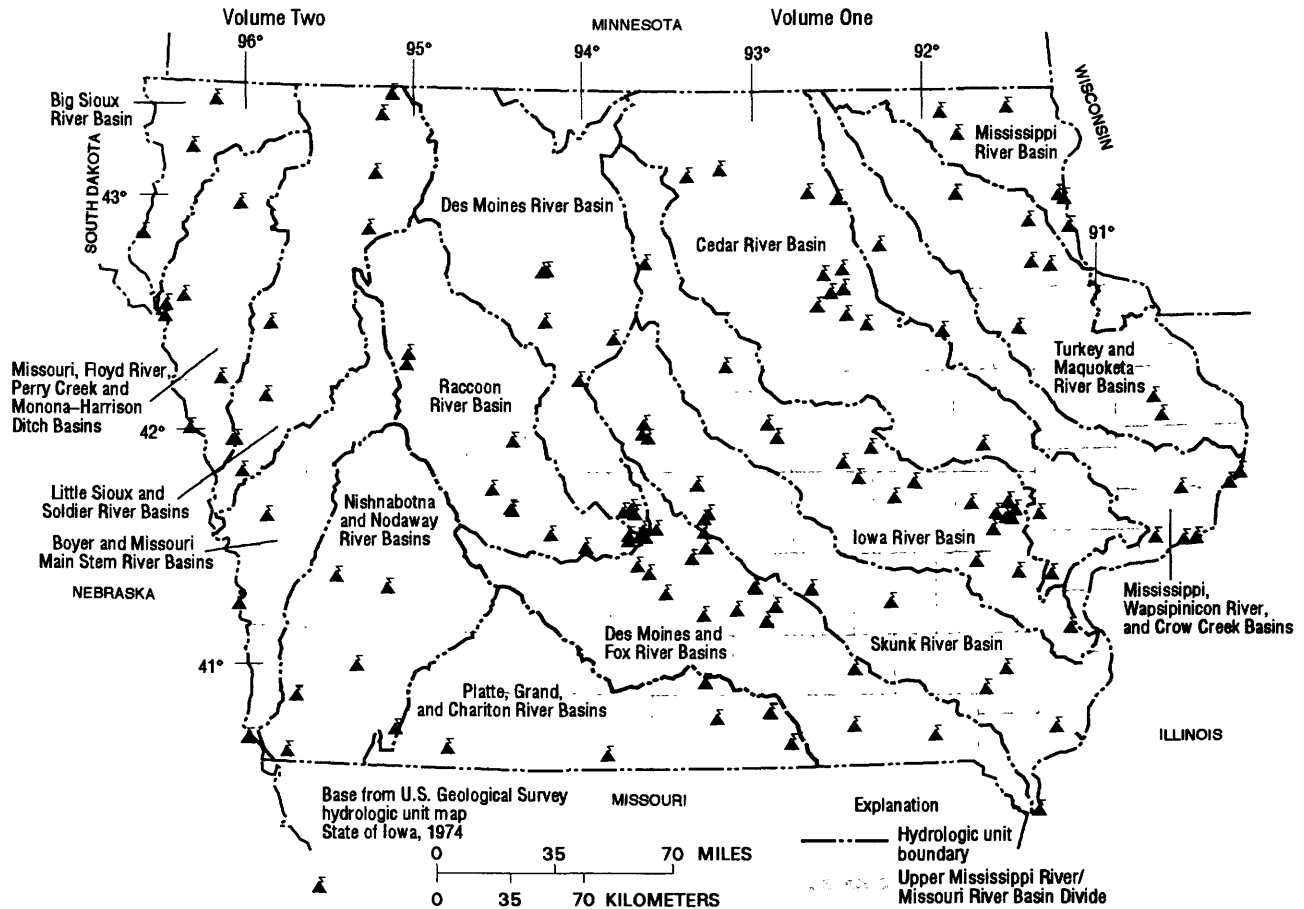 Volume Two
MINNESOTA
Volume One
96°
95°
94°
93°
92°
WISCONSIN
Big Sioux
River Basin
Mississippi
River Basin
SOUTH DAKOTA
43°
Des Moines River Basin
Cedar River Basin
91°
Turkey and
Maquoketa
River Basins
Missouri, Floyd River,
Perry Creek and
Monona-Harrison
Ditch Basins
Raccoon
River Basin
42°
Little Sioux and
Soldier River Basins
Nishnabotna
and Nodaway
River Basins
Iowa River Basin
Boyer and Missouri
Main Stem River Basins
NEBRASKA
Mississippi,
Wapsipinicon River,
and Crow Creek Basins
Des Moines and
Fox River Basins
Skunk River Basin
41°
Platte, Grand,
and Chariton River Basins
ILLINOIS
Base from U.S. Geological Survey
hydrologic unit map
State of Iowa, 1974
MISSOURI
Explanation
Hydrologic unit
boundary
0 35 70 MILES
0 35 70 KILOMETERS
Upper Mississippi River/
Missouri River Basin Divide